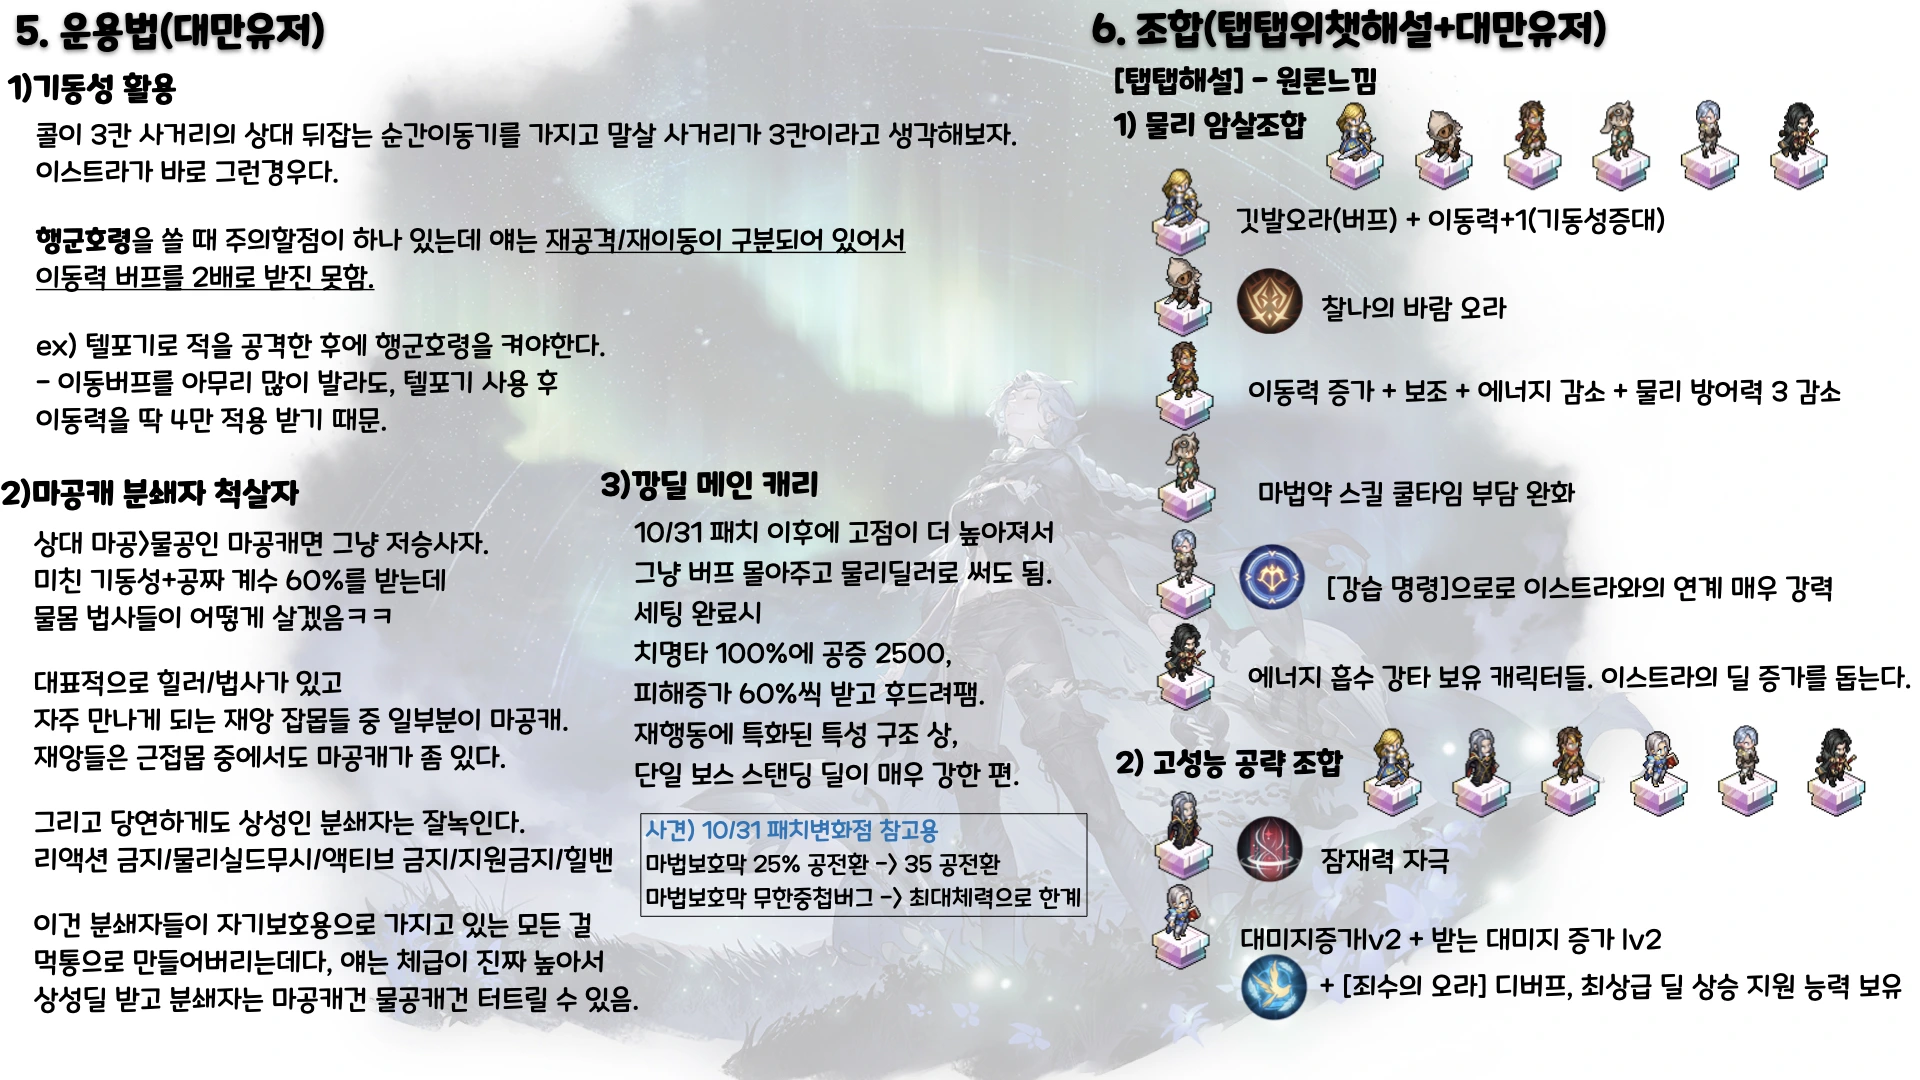 5. 운용법(대만유저)
1)기동성 활용
콜이 3칸 사거리의 상대 뒤잡는 순간이동기를 가지고 말살 사거리가 3칸이라고 생각해보자.
이스트라가 바로 그런경우다.
행군호령을 쓸 때 주의할점이 하나 있는데 얘는 재공격/재이동이 구분되어 있어서
이동력 버프를 2배로 받진 못함.
ex) 텔포기로 적을 공격한 후에 행군호령을 켜야한다.
- 이동버프를 아무리 많이 발라도, 텔포기 사용 후
이동력을 딱 4만 적용 받기 때문.
2)마공캐 분쇄자 척살자
상대 마공>물공인 마공캐면 그냥 저승사자.
미친 기동성+공짜 계수 60%를 받는데
물몸 법사들이 어떻게 살겠음ㅋㅋ
대표적으로 힐러/법사가 있고
자주 만나게 되는 재앙 잡몹들 중 일부분이 마공캐.
재앙들은 근접몹 중에서도 마공캐가 좀 있다.
그리고 당연하게도 상성인 분쇄자는 잘녹인다.
리액션 금지/물리실드무시/액티브 금지/지원금지/힐밴
이건 분쇄자들이 자기보호용으로 가지고 있는 모든 걸
먹통으로 만들어버리는데다, 얘는 체급이 진짜 높아서
상성딜 받고 분쇄자는 마공캐건 물공캐건 터트릴 수 있음.
3)깡딜 메인 캐리
10/31 패치 이후에 고점이 더 높아져서
그냥 버프 몰아주고 물리딜러로 써도 됨.
세팅 완료시
치명타 100%에 공증 2500,
피해증가 60%씩 받고 후드려팸.
재행동에 특화된 특성 구조 상,
단일 보스 스탠딩 딜이 매우 강한 편.
사견) 10/31 패치변화점 참고용
마법보호막 25% 공전환 -> 35 공전환
마법보호막 무한중첩버그 -> 최대체력으로 한계
6. 조합(탭탭위챗해설+대만유저)
[탭탭해설] - 원론느낌
1) 물리 암살조합
깃발오라(버프) + 이동력+1(기동성증대)
찰나의 바람 오라
이동력 증가 + 보조 + 에너지 감소 + 물리 방어력 3 감소
마법약 스킬 쿨타임 부담 완화
[강습 명령]으로로 이스트라와의 연계 매우 강력
에너지 흡수 강타 보유 캐릭터들. 이스트라의 딜 증가를 돕는다.
2) 고성능 공략 조합
잠재력 자극
대미지증가lv2 + 받는 대미지 증가 lv2
+ [죄수의 오라] 디버프, 최상급 딜 상승 지원 능력 보유